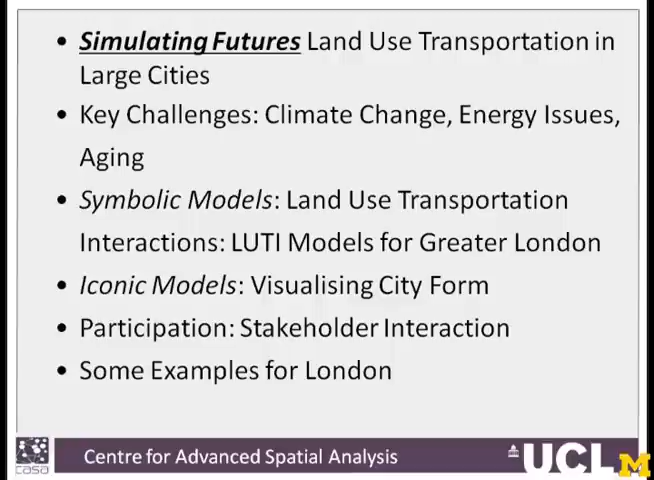 • Simulating Futures Land Use Transportation in
Large Cities
• Key Challenges: Climate Change, Energy Issues,
Aging
• Symbolic Models: Land Use Transportation
Interactions: LUTI Models for Greater London
• Iconic Models: Visualising City Form
• Participation: Stakeholder Interaction
• Some Examples for London
casa
Centre for Advanced Spatial Analysis
UCL
M